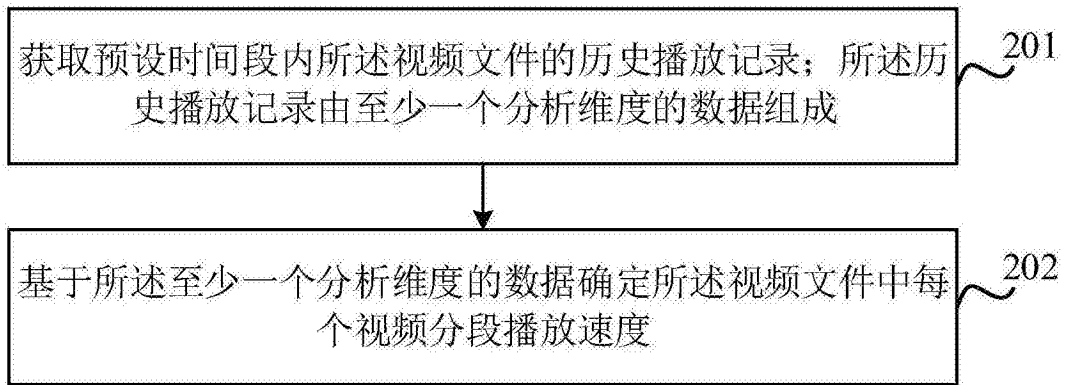 获取预设时间段内所述视频文件的历史播放记录；所述历
史播放记录由至少一个分析维度的数据组成
201
基于所述至少一个分析维度的数据确定所述视频文件中每
个视频分段播放速度
202